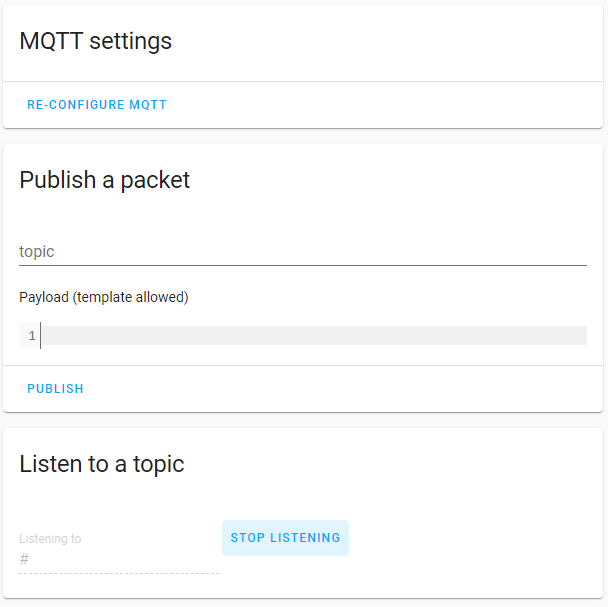 MQTT settings
RE-CONFIGURE MQTT
Publish a packet
topic
Payload (template allowed)
1
PUBLISH
Listen to a topic
Listening to
#
STOP LISTENING